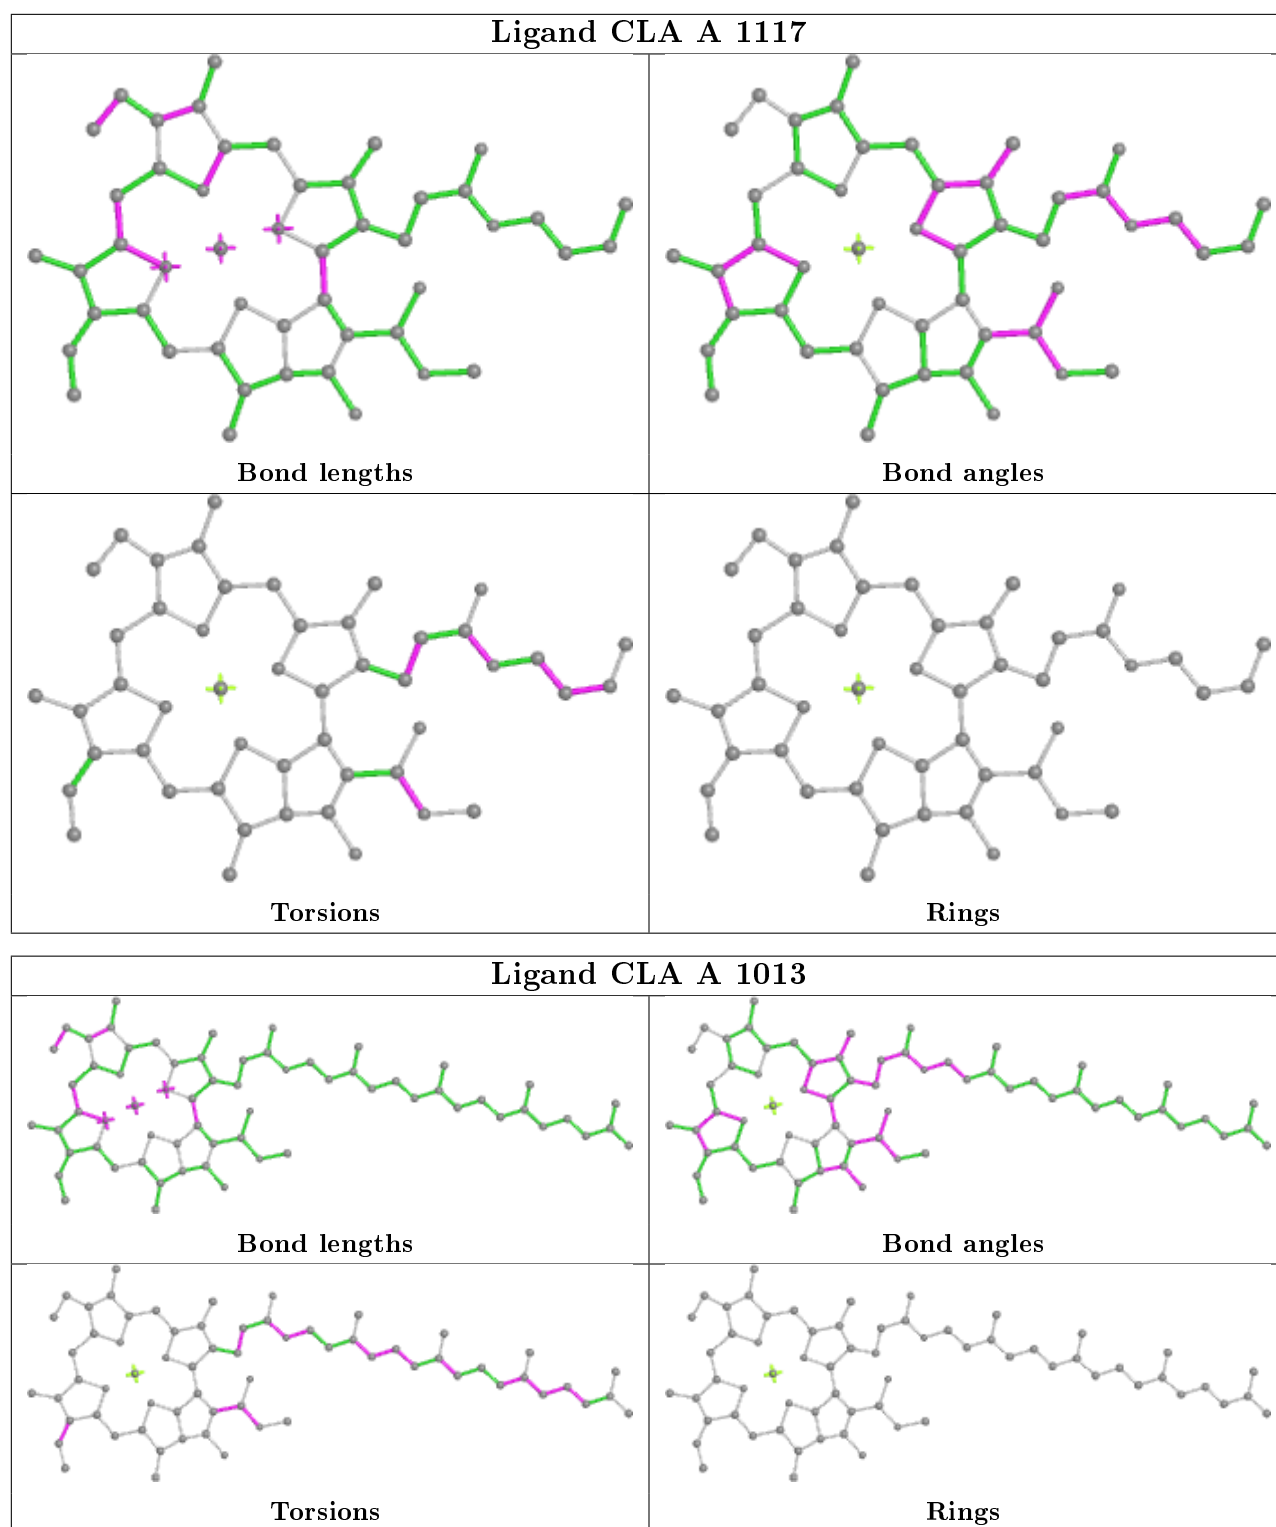 Ligand CLA A 1117
Bond lengths
Bond angles
Torsions
Rings
Ligand CLA A 1013
Bond lengths
Bond angles
Torsions
Rings